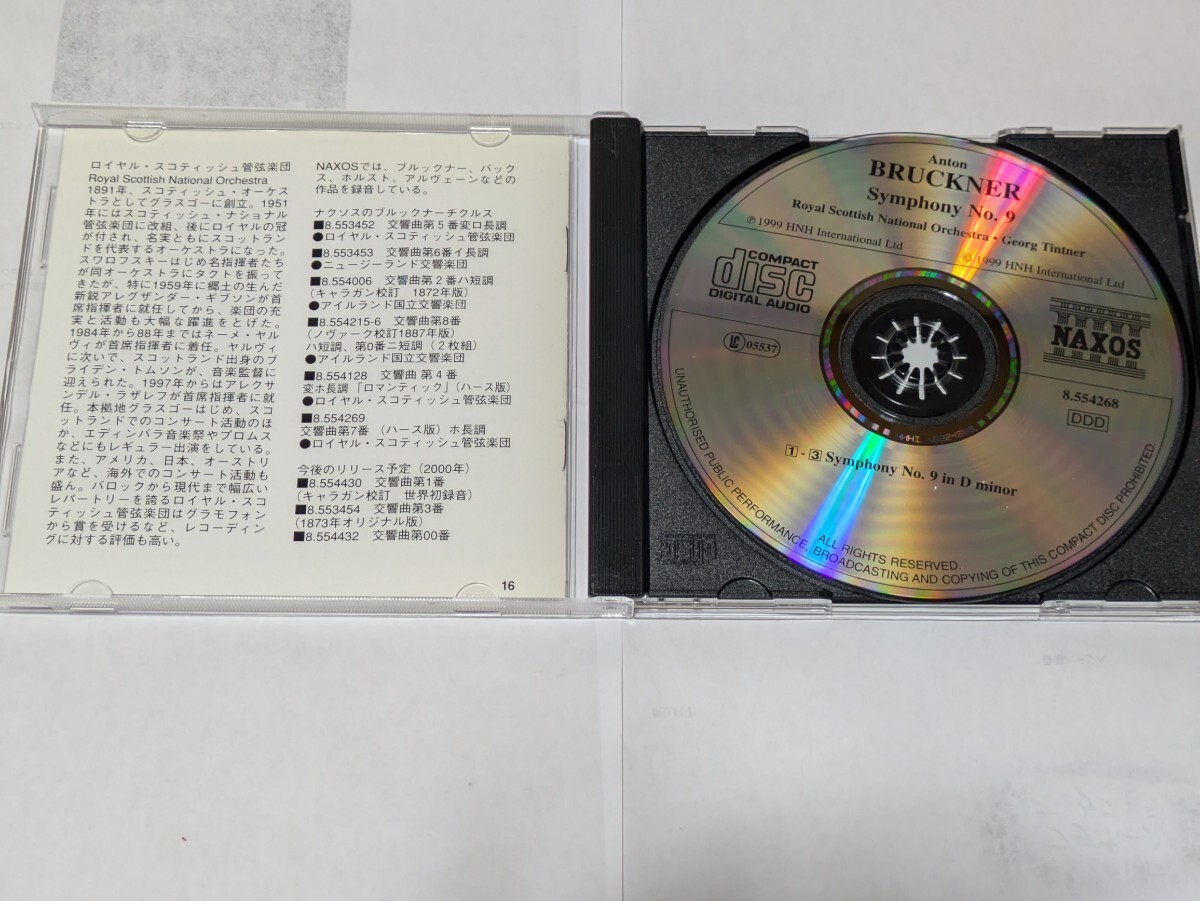 ロイヤル・スコティッシュ管弦楽団
Royal Scottish National Orchestra
1891年、スコティッシュ・オーケス
トラとしてグラスゴーに創立。1951
年にはスコティッシュ・ナショナル
管弦楽団に改組、後にロイヤルの冠
が付され、名実ともにスコットラン
ドを代表するオーケストラになった。
スワロフスキーはじめ名指揮者たち
が同オーケストラにタクトを振って
きたが、特に1959年に郷土の生んだ
新鋭アレグザンダー・ギブソンが首
席指揮者に就任してから、楽団の充
実と活動も大幅な躍進をとげた。
1984年から88年まではネーメ・ヤル
ヴィが首席指揮者に着任。ヤルヴィ
に次いで、スコットランド出身のブ
ライデン・トムソンが、音楽監督に
迎えられた。1997年からはアレクサ
ンデル・ラザレフが首席指揮者に就
任。本拠地グラスゴーはじめ、スコ
ットランドでのコンサート活動のほ
か、エディンバラ音楽祭やプロムス
などにもレギュラー出演をしている。
また、アメリカ、日本、オーストリ
アなど、海外でのコンサート活動も
盛ん。バロックから現代まで幅広い
レパートリーを誇るロイヤル・スコ
ティッシュ管弦楽団はグラモフォン
から賞を受けるなど、レコーディン
グに対する評価も高い。
NAXOSでは、ブルックナー、バック
ス、ホルスト、アルヴェーンなどの
作品を録音している。
ナクソスのブルックナーチクルス
■8.553452 交響曲第5番変ロ長調
●ロイヤル・スコティッシュ管弦楽団
■8.553453 交響曲第6番イ長調
●ニュージーランド交響楽団
■8.554006 交響曲第2番ハ短調
(キャラガン校訂 1872年版)
●アイルランド国立交響楽団
■8.554215-6 交響曲第8番
(ノヴァーク校訂1887年版)
ハ短調、第0番ニ短調(2枚組)
●アイルランド国立交響楽団
■8.554128 交響曲 第4番
変ホ長調「ロマンティック」(ハース版)
●ロイヤル・スコティッシュ管弦楽団
■8.554269
交響曲第7番 (ハース版) ホ長調
●ロイヤル・スコティッシュ管弦楽団
今後のリリース予定 (2000年)
■8.554430 交響曲第1番
(キャラガン校訂 世界初録音)
■8.553454 交響曲第3番
(1873年オリジナル版)
■8.554432 交響曲第00番
16
Anton
BRUCKNER
Symphony No. 9
Royal Scottish National Orchestra • Georg Tintner
℗ 1999 HNH International Ltd
© 1999 HNH International Ltd
COMPACT
disc
DIGITAL AUDIO
LC 05537
NAXOS
8.554268
DDD
1 - 3 Symphony No. 9 in D minor
ALL RIGHTS RESERVED.
UNAUTHORISED PUBLIC PERFORMANCE, BROADCASTING AND COPYING OF THIS COMPACT DISC PROHIBITED.